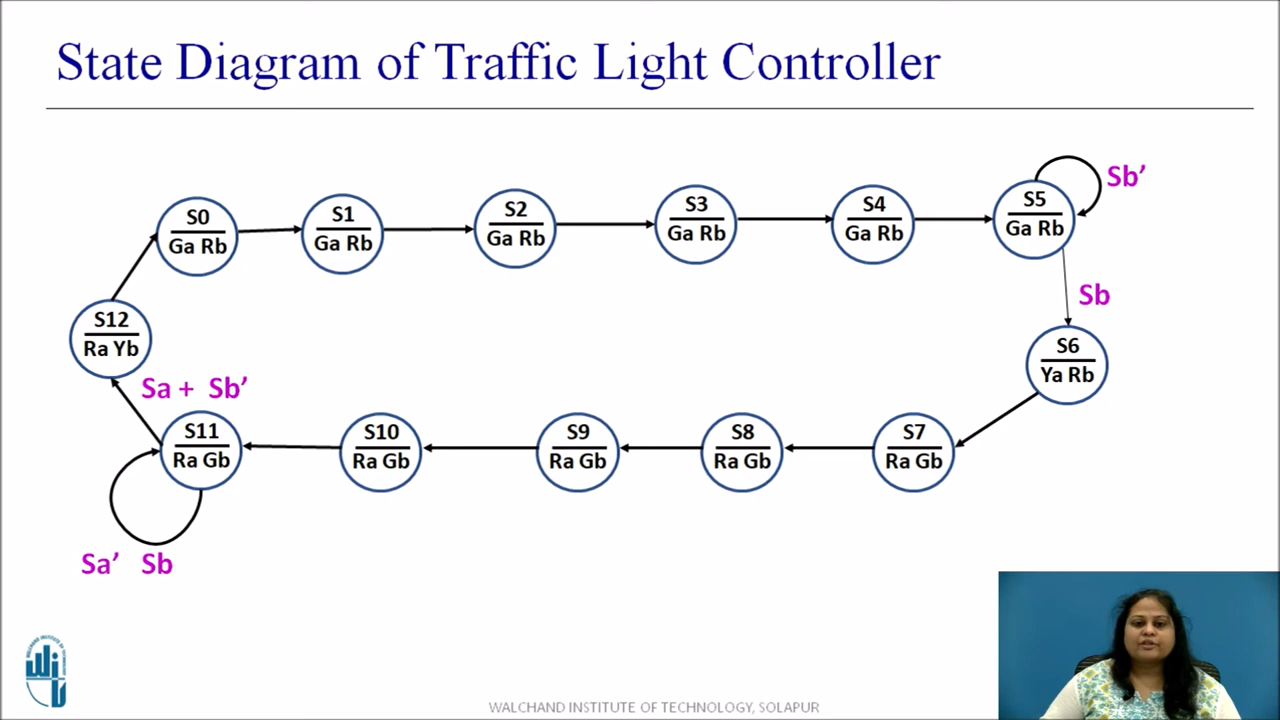 State Diagram of Traffic Light Controller
Sb’
S0
Ga Rb
S1
Ga Rb
S2
Ga Rb
S3
Ga Rb
S4
Ga Rb
S5
Ga Rb
Sb
S12
Ra Yb
S6
Ya Rb
Sa + Sb’
S11
Ra Gb
S10
Ra Gb
S9
Ra Gb
S8
Ra Gb
S7
Ra Gb
Sa’ Sb
WALCHAND INSTITUTE OF TECHNOLOGY, SOLAPUR